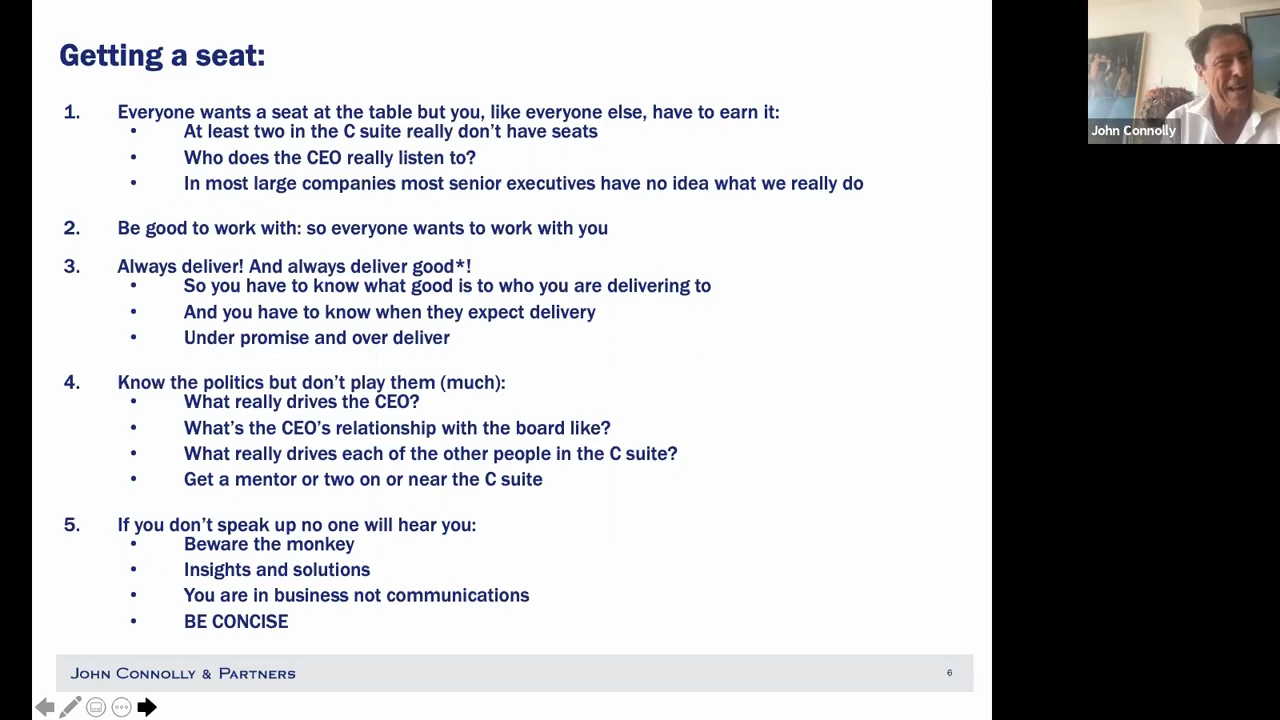 Getting a seat:
1. Everyone wants a seat at the table but you, like everyone else, have to earn it:
• At least two in the C suite really don’t have seats
• Who does the CEO really listen to?
• In most large companies most senior executives have no idea what we really do
2. Be good to work with: so everyone wants to work with you
3. Always deliver! And always deliver good*!
• So you have to know what good is to who you are delivering to
• And you have to know when they expect delivery
• Under promise and over deliver
4. Know the politics but don’t play them (much):
• What really drives the CEO?
• What’s the CEO’s relationship with the board like?
• What really drives each of the other people in the C suite?
• Get a mentor or two on or near the C suite
5. If you don’t speak up no one will hear you:
• Beware the monkey
• Insights and solutions
• You are in business not communications
• BE CONCISE
JOHN CONNOLLY & PARTNERS
6
John Connolly